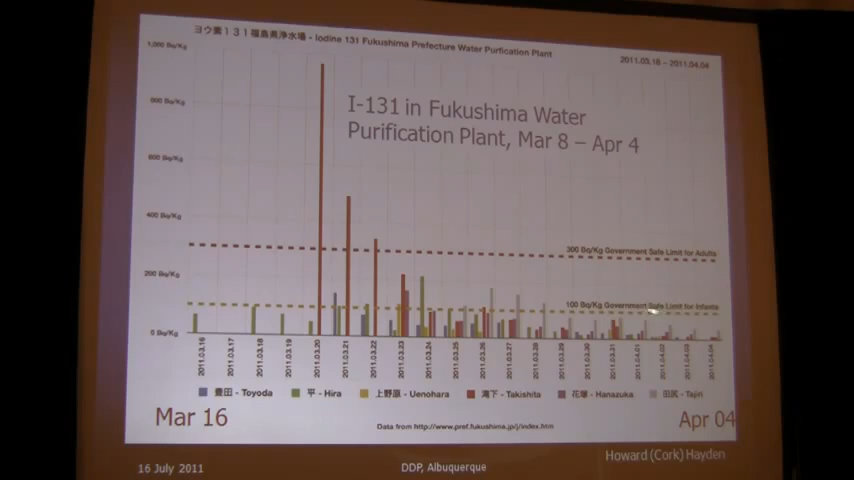 ヨウ素131福島県浄水場 - Iodine 131 Fukushima Prefecture Water Purification Plant
2011.03.18 - 2011.04.04
1,000 Bq/Kg
800 Bq/Kg
600 Bq/Kg
400 Bq/Kg
200 Bq/Kg
0 Bq/Kg
I-131 in Fukushima Water
Purification Plant, Mar 8 – Apr 4
300 Bq/Kg Government Safe Limit for Adults
100 Bq/Kg Government Safe Limit for Infants
2011.03.16
2011.03.17
2011.03.18
2011.03.19
2011.03.20
2011.03.21
2011.03.22
2011.03.23
2011.03.24
2011.03.25
2011.03.26
2011.03.27
2011.03.28
2011.03.29
2011.03.30
2011.03.31
2011.04.01
2011.04.02
2011.04.03
2011.04.04
豊田 - Toyoda
平 - Hira
上野原 - Uenohara
滝下 - Takishita
花塚 - Hanazuka
田尻 - Tajiri
Mar 16
Apr 04
Data from http://www.pref.fukushima.jp/j/index.htm
16 July 2011
DDP, Albuquerque
Howard (Cork) Hayden